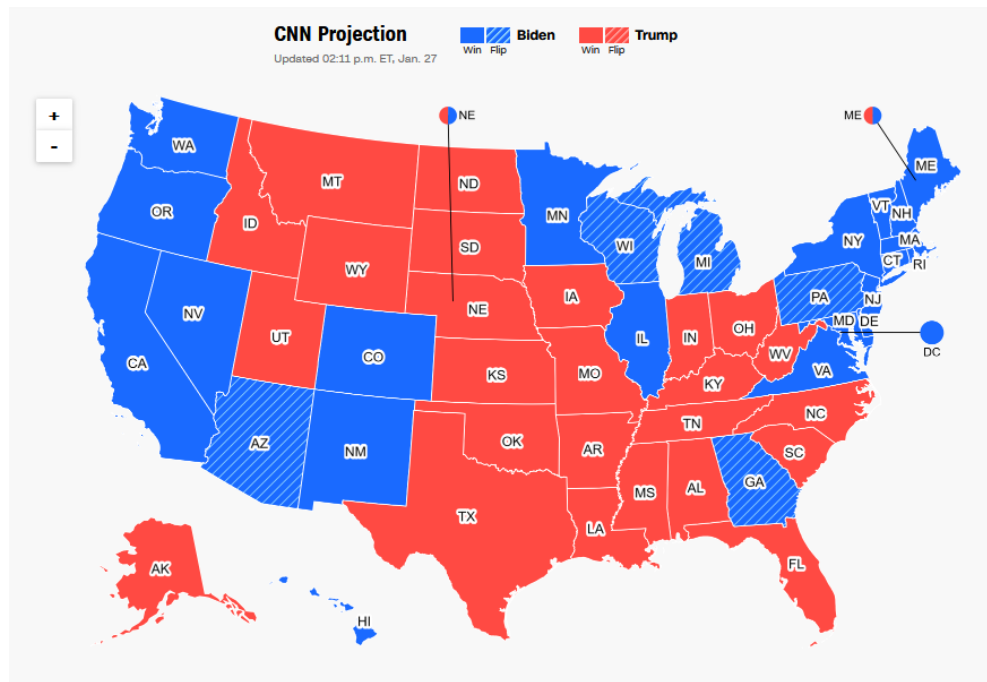 CNN Projection
Biden
Trump
Win Flip
Win Flip
Updated 02:11 p.m. ET, Jan. 27
+
-
NE
ME
WA
ME
MT
ND
VT
OR
NH
MN
ID
NY
MA
SD
WI
CT
RI
MI
WY
IA
PA
NJ
NE
NV
MD
DE
OH
UT
IL
IN
DC
WV
CO
CA
VA
KS
MO
KY
NC
TN
AZ
OK
NM
AR
SC
GA
MS
AL
TX
LA
FL
AK
HI